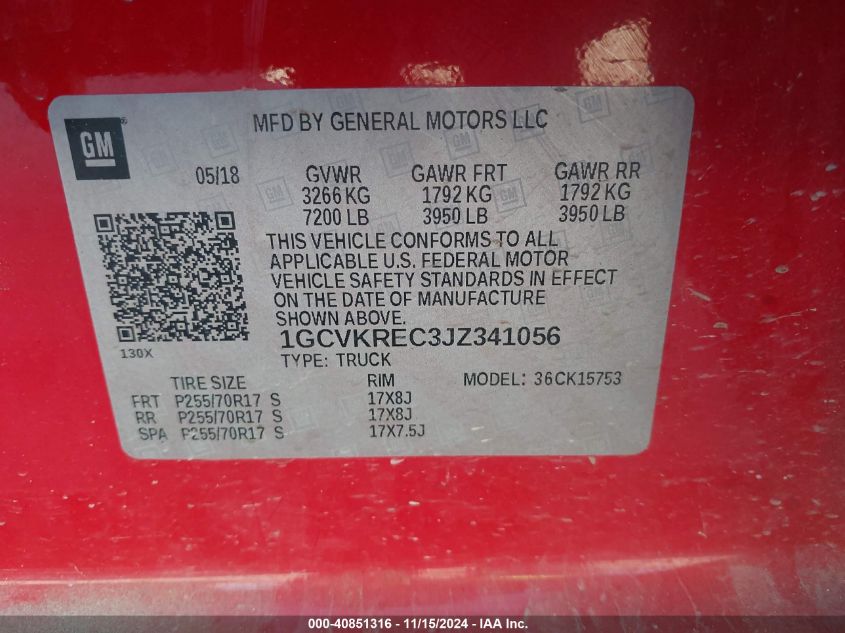 GM
MFD BY GENERAL MOTORS LLC
05/18 GVWR GAWR FRT GAWR RR
3266 KG 1792 KG 1792 KG
7200 LB 3950 LB 3950 LB
THIS VEHICLE CONFORMS TO ALL
APPLICABLE U.S. FEDERAL MOTOR
VEHICLE SAFETY STANDARDS IN EFFECT
ON THE DATE OF MANUFACTURE
SHOWN ABOVE.
1GCVKREC3JZ341056
130X
TYPE: TRUCK
TIRE SIZE RIM MODEL: 36CK15753
FRT P255/70R17 S 17X8J
RR P255/70R17 S 17X8J
SPA P255/70R17 S 17X7.5J
000-40851316 - 11/15/2024 - IAA Inc.